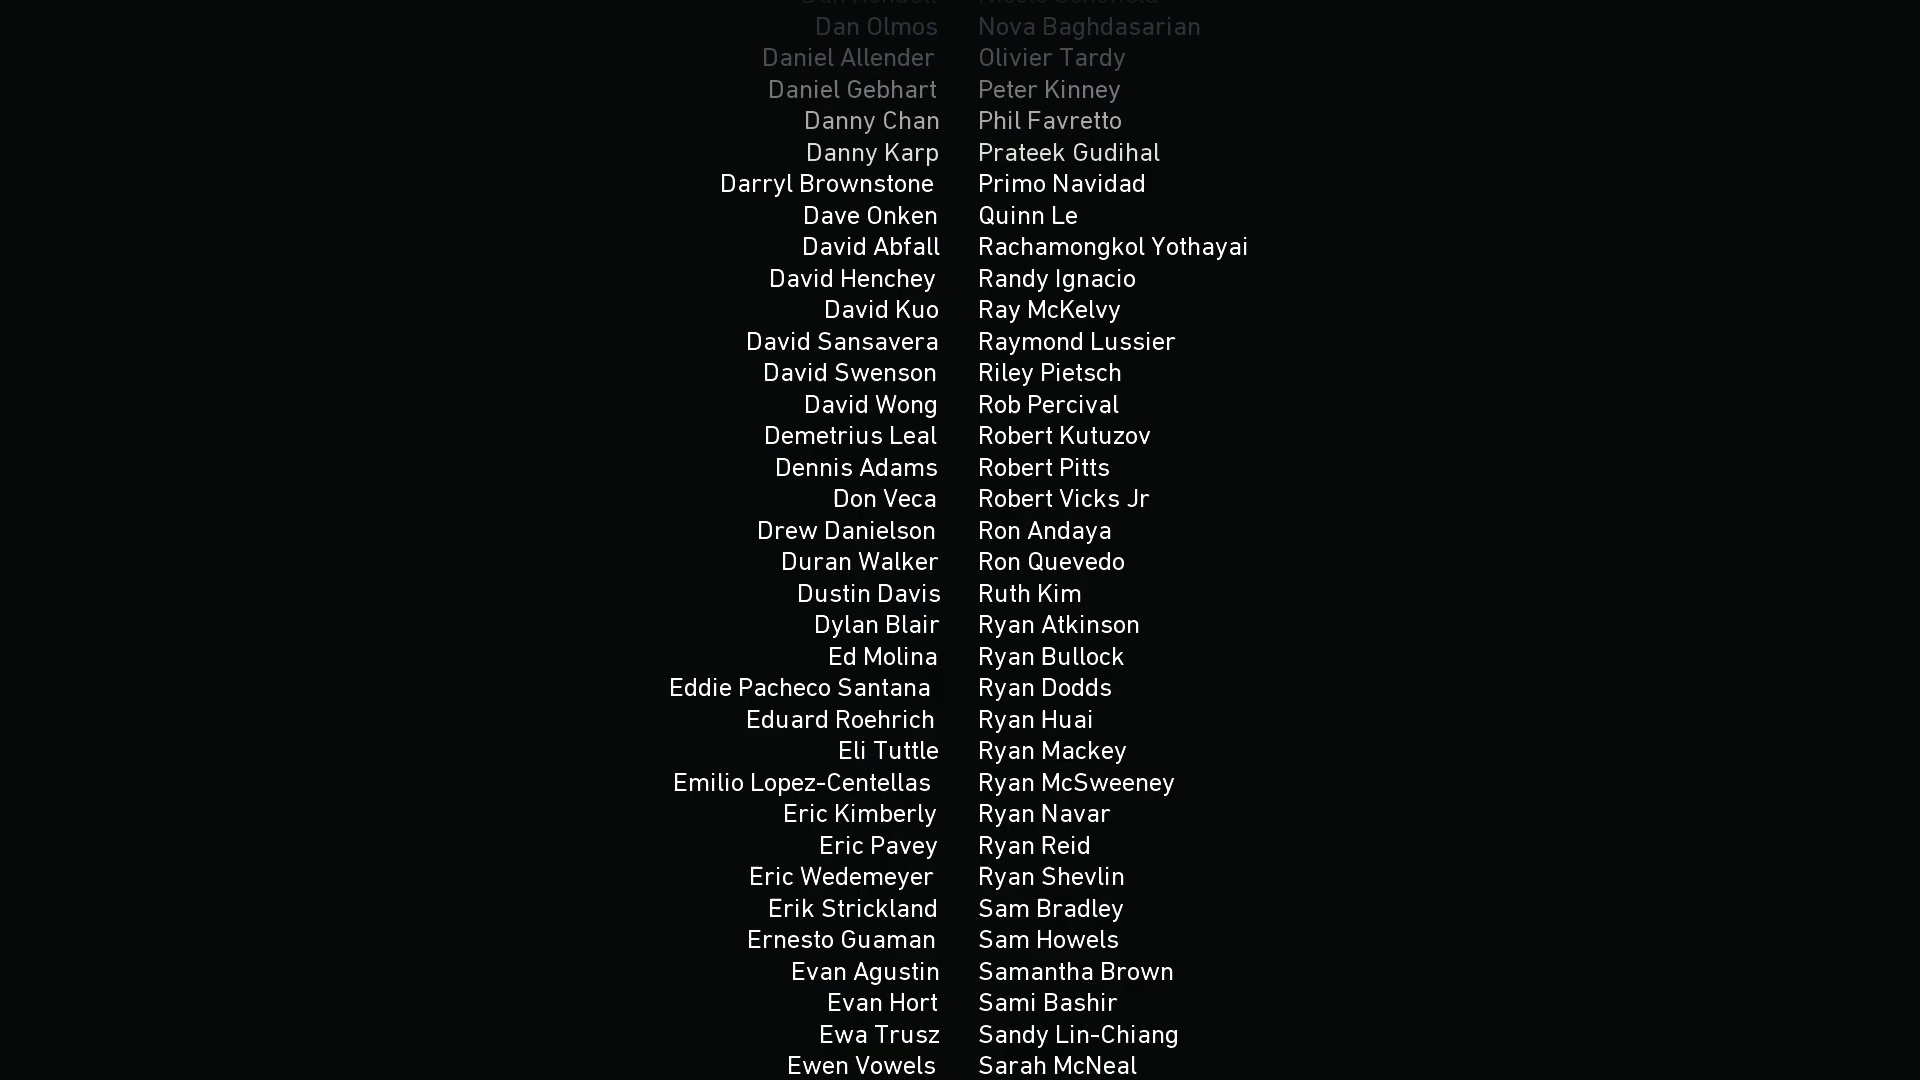 Dan Olmos Nova Baghdasarian
Daniel Allender Olivier Tardy
Daniel Gebhart Peter Kinney
Danny Chan Phil Favretto
Danny Karp Prateek Gudihal
Darryl Brownstone Primo Navidad
Dave Onken Quinn Le
David Abfall Rachamongkol Yothayai
David Henchey Randy Ignacio
David Kuo Ray McKelvy
David Sansavera Raymond Lussier
David Swenson Riley Pietsch
David Wong Rob Percival
Demetrius Leal Robert Kutuzov
Dennis Adams Robert Pitts
Don Veca Robert Vicks Jr
Drew Danielson Ron Andaya
Duran Walker Ron Quevedo
Dustin Davis Ruth Kim
Dylan Blair Ryan Atkinson
Ed Molina Ryan Bullock
Eddie Pacheco Santana Ryan Dodds
Eduard Roehrich Ryan Huai
Eli Tuttle Ryan Mackey
Emilio Lopez-Centellas Ryan McSweeney
Eric Kimberly Ryan Navar
Eric Pavey Ryan Reid
Eric Wedemeyer Ryan Shevlin
Erik Strickland Sam Bradley
Ernesto Guaman Sam Howels
Evan Agustin Samantha Brown
Evan Hort Sami Bashir
Ewa Trusz Sandy Lin-Chiang
Ewen Vowels Sarah McNeal